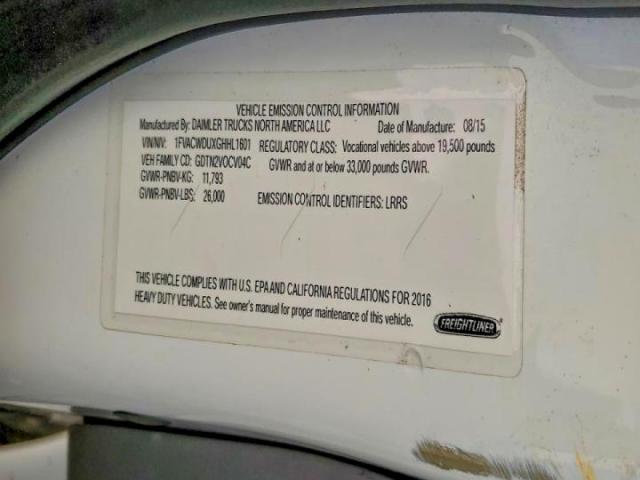 VEHICLE EMISSION CONTROL INFORMATION
Manufactured By: DAIMLER TRUCKS NORTH AMERICA LLC Date of Manufacture: 08/15
VIN/NIV: 1FVACWDUXGHHL1601 REGULATORY CLASS: Vocational vehicles above 19,500 pounds
VEH FAMILY CD: GDTN2VOCV04C GVWR and at or below 33,000 pounds GVWR.
GVWR-PNBV-KG: 11,793
GVWR-PNBV-LBS: 26,000 EMISSION CONTROL IDENTIFIERS: LRRS
THIS VEHICLE COMPLIES WITH U.S. EPA AND CALIFORNIA REGULATIONS FOR 2016
HEAVY DUTY VEHICLES. See owner's manual for proper maintenance of this vehicle.
FREIGHTLINER